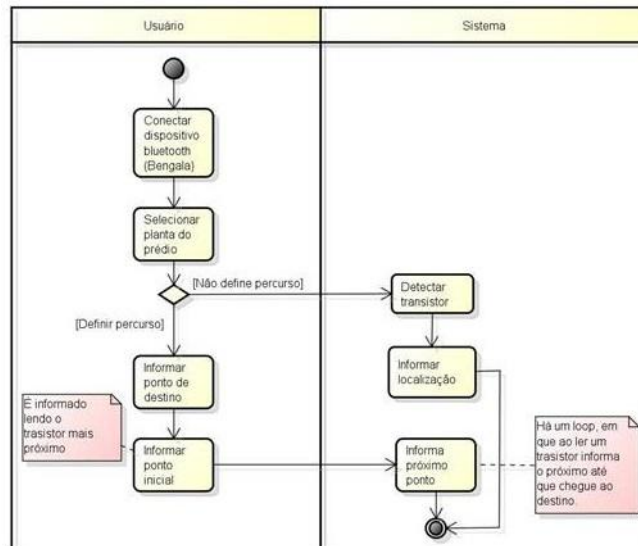 Usuário
Sistema
Conectar
dispositivo
bluetooth
(Bengala)
Selecionar
planta do
prédio
[Não define percurso]
Detectar
transistor
[Definir percurso]
Informar
localização
Informar
ponto de
destino
É informado
lendo o
trasistor mais
próximo
Informar
ponto
inicial
Informa
próximo
ponto
Há um loop, em
que ao ler um
trasistor informa
o próximo até
que chegue ao
destino.